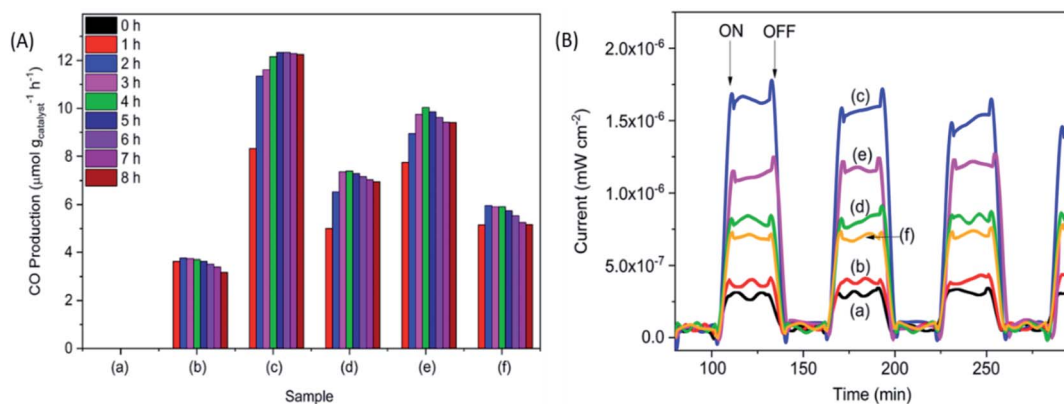 (A)
CO Production (μmol g_catalyst⁻¹ h⁻¹)
12
10
8
6
4
2
0
0 h
1 h
2 h
3 h
4 h
5 h
6 h
7 h
8 h
(a) (b) (c) (d) (e) (f)
Sample
(B)
Current (mW cm⁻²)
2.0x10⁻⁶
1.5x10⁻⁶
1.0x10⁻⁶
5.0x10⁻⁷
0.0
ON OFF
(c)
(e)
(d)
(f)
(b)
(a)
100 150 200 250
Time (min)